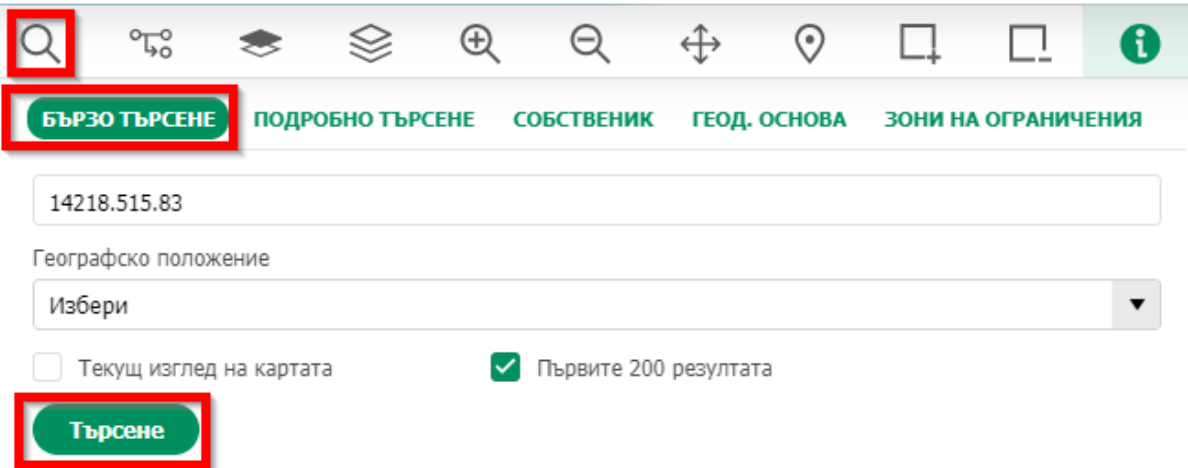 БЪРЗО ТЪРСЕНЕ ПОДРОБНО ТЪРСЕНЕ СОБСТВЕНИК ГЕОД. ОСНОВА ЗОНИ НА ОГРАНИЧЕНИЯ
14218.515.83
Географско положение
Избери
Текущ изглед на картата Първите 200 резултата
Търсене